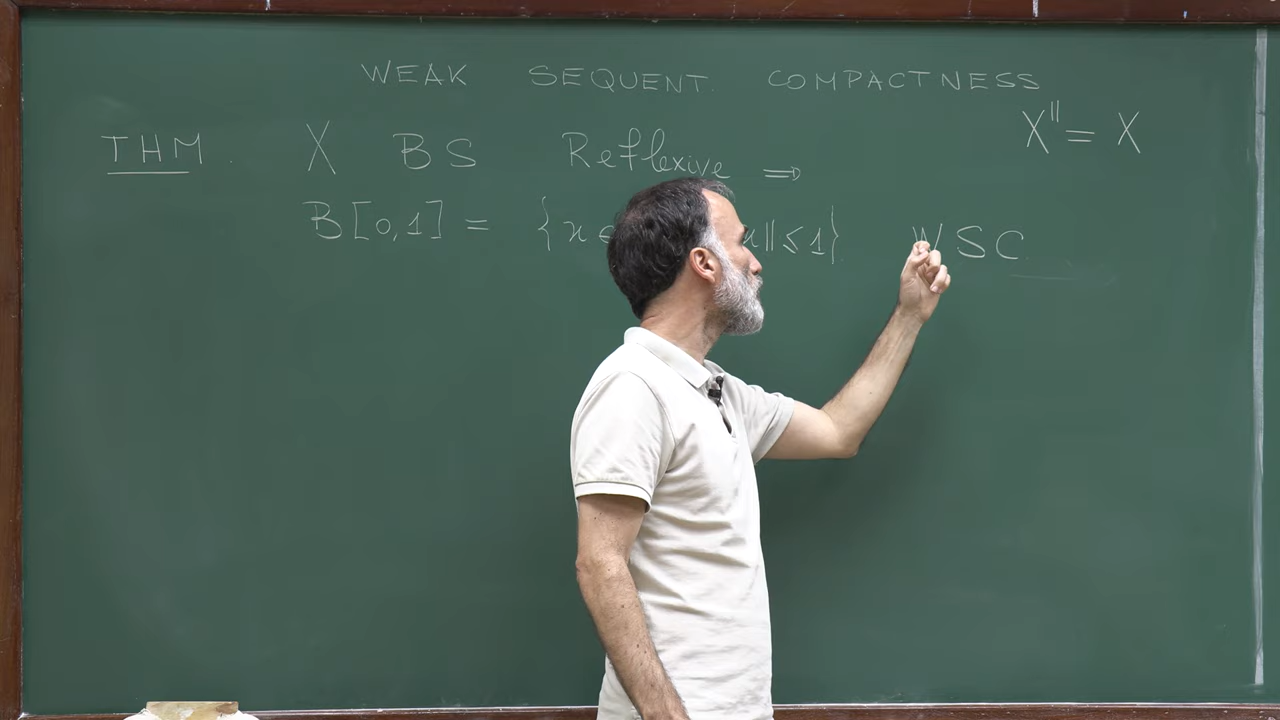 WEAK SEQUENT. COMPACTNESS
X'' = X
THM. X BS Reflexive ⇒
B[0,1] = {x ∈ x‖≤1} WSC